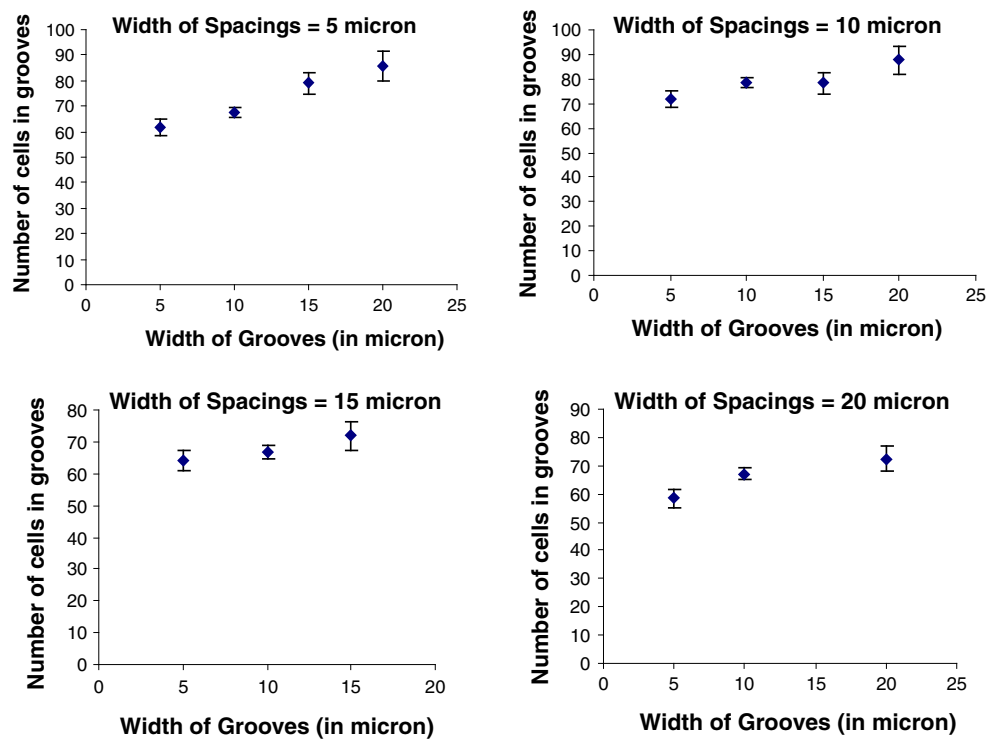 Width of Spacings = 5 micron
Number of cells in grooves
100
90
80
70
60
50
40
30
20
10
0
0 5 10 15 20 25
Width of Grooves (in micron)
Width of Spacings = 10 micron
Number of cells in grooves
100
90
80
70
60
50
40
30
20
10
0
0 5 10 15 20 25
Width of Grooves (in micron)
Width of Spacings = 15 micron
Number of cells in grooves
80
70
60
50
40
30
20
10
0
0 5 10 15 20
Width of Grooves (in micron)
Width of Spacings = 20 micron
Number of cells in grooves
90
80
70
60
50
40
30
20
10
0
0 5 10 15 20 25
Width of Grooves (in micron)